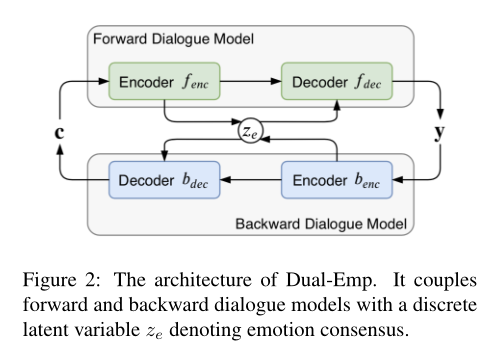 Forward Dialogue Model
Encoder f_enc
Decoder f_dec
c
z_e
y
Decoder b_dec
Encoder b_enc
Backward Dialogue Model
Figure 2: The architecture of Dual-Emp. It couples
forward and backward dialogue models with a discrete
latent variable z_e denoting emotion consensus.